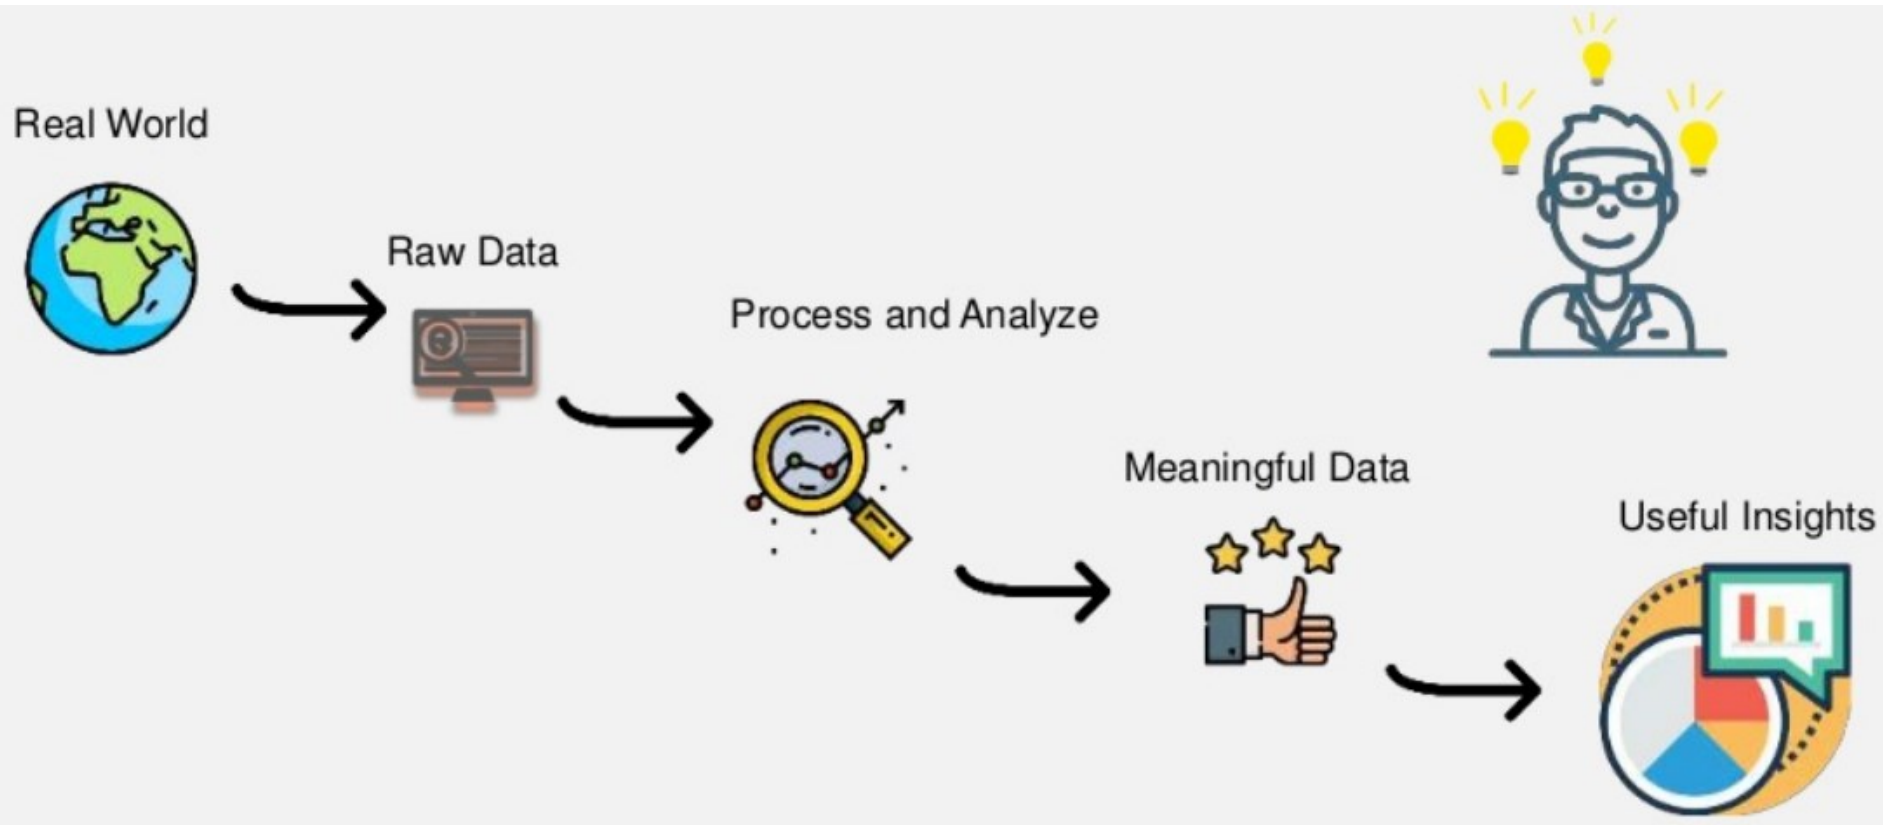 Real World
Raw Data
Process and Analyze
Meaningful Data
Useful Insights